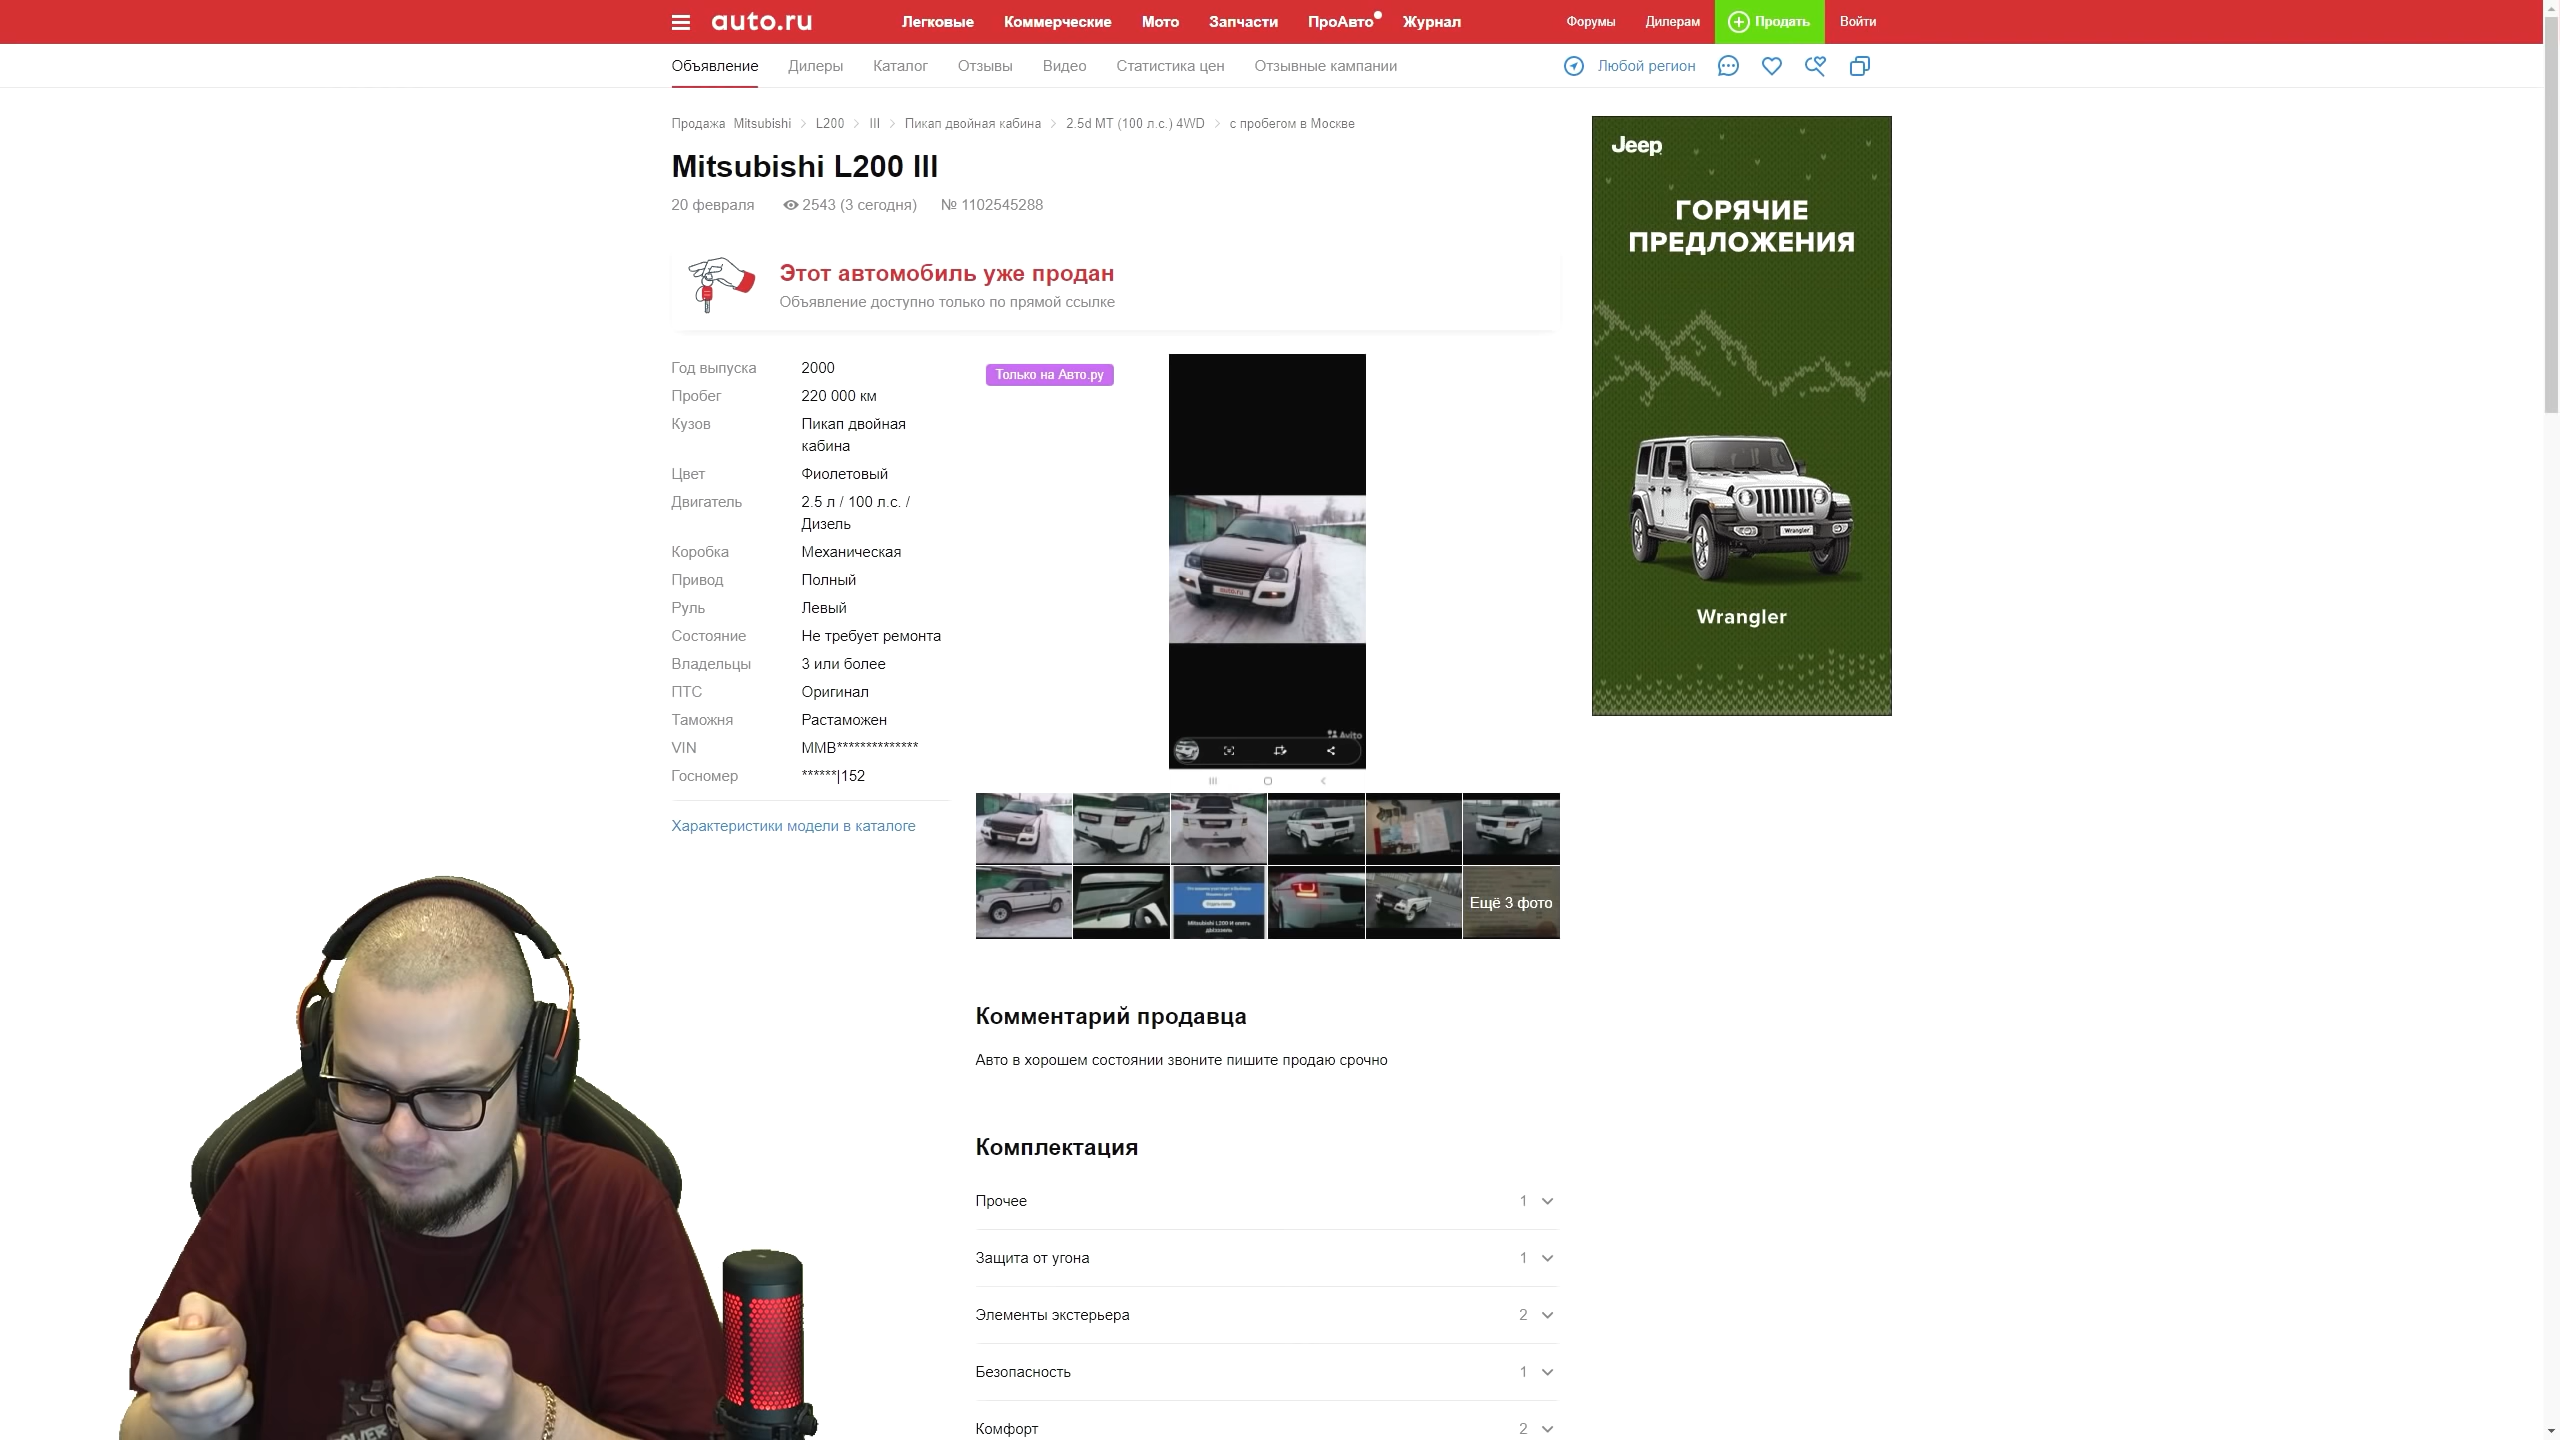 auto.ru
Легковые
Коммерческие
Мото
Запчасти
ПроАвто
Журнал
Форумы
Дилерам
Продать
Войти
Объявление
Дилеры
Каталог
Отзывы
Видео
Статистика цен
Отзывные кампании
Любой регион
Продажа Mitsubishi > L200 > III > Пикап двойная кабина > 2.5d MT (100 л.с.) 4WD > с пробегом в Москве
Mitsubishi L200 III
20 февраля
2543 (3 сегодня)
№ 1102545288
Этот автомобиль уже продан
Объявление доступно только по прямой ссылке
Год выпуска 2000
Пробег 220 000 км
Кузов Пикап двойная
кабина
Цвет Фиолетовый
Двигатель 2.5 л / 100 л.с. /
Дизель
Коробка Механическая
Привод Полный
Руль Левый
Состояние Не требует ремонта
Владельцы 3 или более
ПТС Оригинал
Таможня Растаможен
VIN MMB**************
Госномер ******|152
Характеристики модели в каталоге
Только на Авто.ру
auto.ru
Avito
Mitsubishi L200 И опять
Ещё 3 фото
Комментарий продавца
Авто в хорошем состоянии звоните пишите продаю срочно
Комплектация
Прочее 1
Защита от угона 1
Элементы экстерьера 2
Безопасность 1
Комфорт 2
Jeep
ГОРЯЧИЕ
ПРЕДЛОЖЕНИЯ
Wrangler
Wrangler